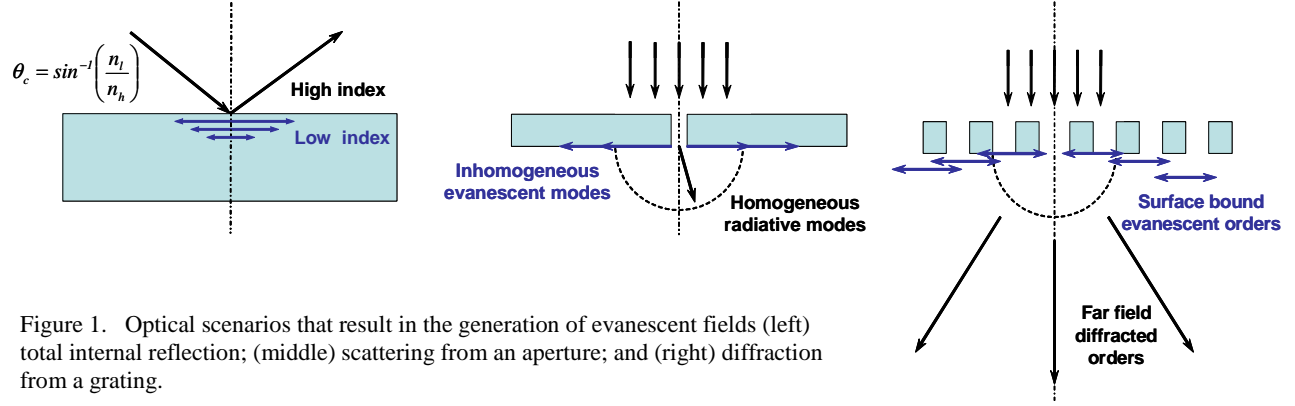 θc = sin⁻¹(nl/nh)
High index
Low index
Inhomogeneous
evanescent modes
Homogeneous
radiative modes
Surface bound
evanescent orders
Far field
diffracted
orders
Figure 1. Optical scenarios that result in the generation of evanescent fields (left)
total internal reflection; (middle) scattering from an aperture; and (right) diffraction
from a grating.